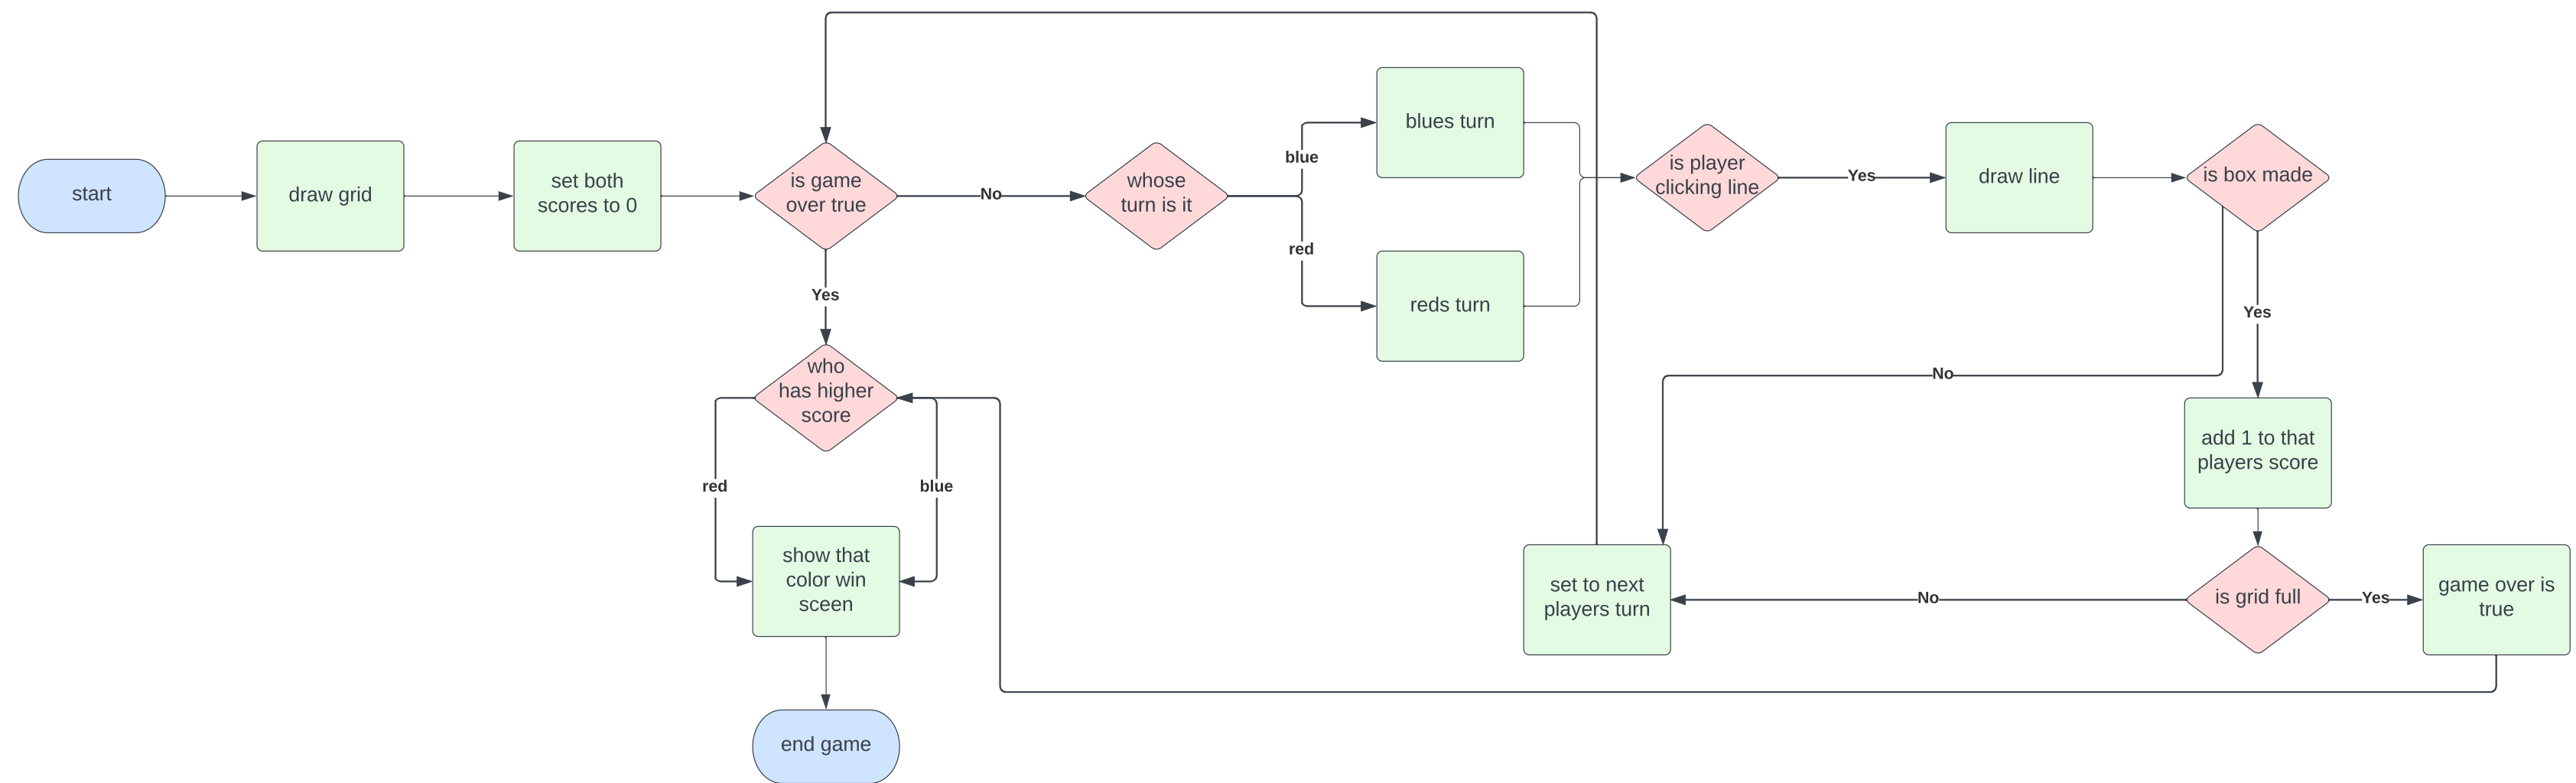 start
draw grid
set both
scores to 0
is game
over true
No
whose
turn is it
blue
red
blues turn
reds turn
is player
clicking line
Yes
draw line
is box made
Yes
No
add 1 to that
players score
is grid full
Yes
game over is
true
No
set to next
players turn
Yes
who
has higher
score
red
blue
show that
color win
sceen
end game